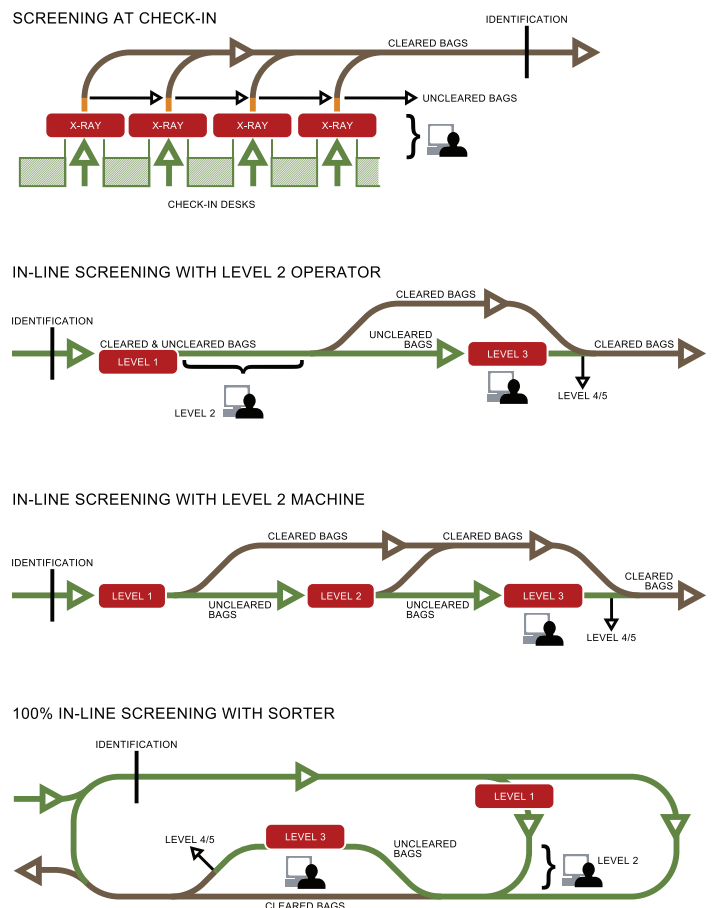 SCREENING AT CHECK-IN
IDENTIFICATION
CLEARED BAGS
UNCLEARED BAGS
X-RAY
X-RAY
X-RAY
X-RAY
CHECK-IN DESKS
IN-LINE SCREENING WITH LEVEL 2 OPERATOR
CLEARED BAGS
IDENTIFICATION
UNCLEARED
BAGS
CLEARED & UNCLEARED BAGS
CLEARED BAGS
LEVEL 1
LEVEL 3
LEVEL 4/5
LEVEL 2
IN-LINE SCREENING WITH LEVEL 2 MACHINE
CLEARED BAGS
CLEARED BAGS
IDENTIFICATION
CLEARED
BAGS
LEVEL 1
UNCLEARED
BAGS
LEVEL 2
UNCLEARED
BAGS
LEVEL 3
LEVEL 4/5
100% IN-LINE SCREENING WITH SORTER
IDENTIFICATION
LEVEL 1
LEVEL 4/5
LEVEL 3
UNCLEARED
BAGS
LEVEL 2
CLEARED BAGS